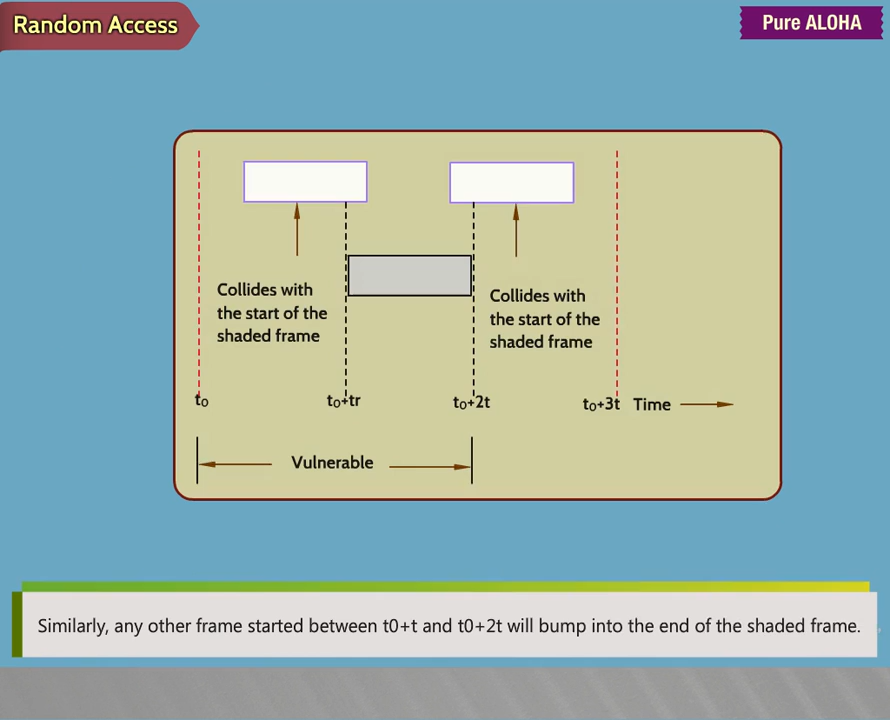 Random Access
Pure ALOHA
Collides with
the start of the
shaded frame
Collides with
the start of the
shaded frame
t₀
t₀+tr
t₀+2t
t₀+3t
Time
Vulnerable
Similarly, any other frame started between t0+t and t0+2t will bump into the end of the shaded frame.